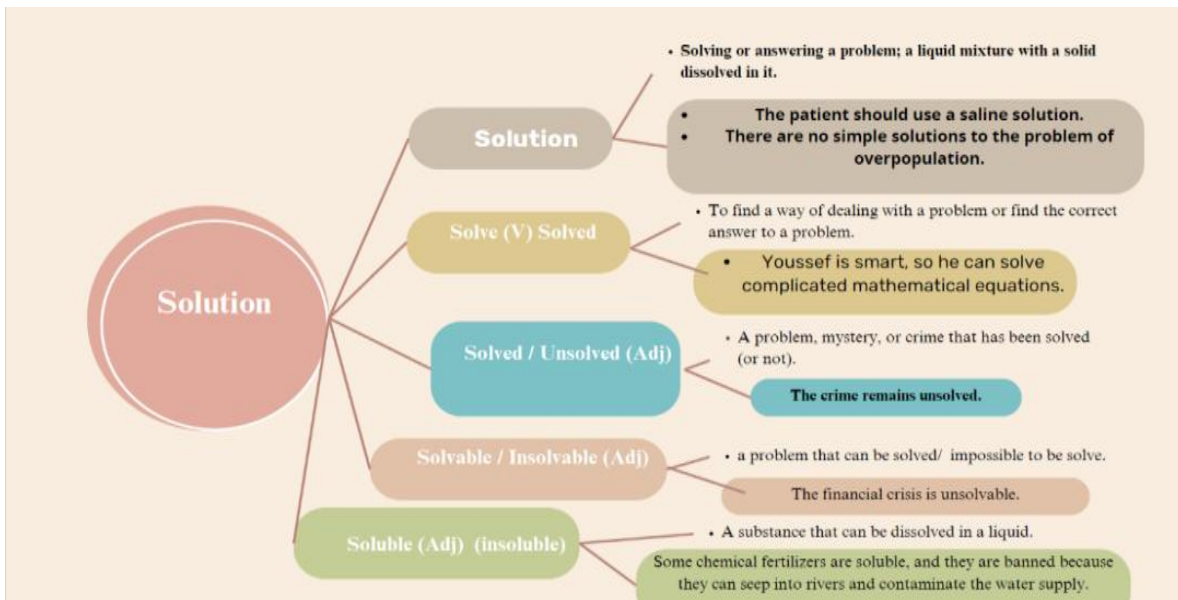 Solution
Solution
• Solving or answering a problem; a liquid mixture with a solid
dissolved in it.
• The patient should use a saline solution.
• There are no simple solutions to the problem of
overpopulation.
Solve (V) Solved
• To find a way of dealing with a problem or find the correct
answer to a problem.
• Youssef is smart, so he can solve
complicated mathematical equations.
Solved / Unsolved (Adj)
• A problem, mystery, or crime that has been solved
(or not).
The crime remains unsolved.
Solvable / Insolvable (Adj)
• a problem that can be solved/ impossible to be solve.
The financial crisis is unsolvable.
Soluble (Adj) (insoluble)
• A substance that can be dissolved in a liquid.
Some chemical fertilizers are soluble, and they are banned because
they can seep into rivers and contaminate the water supply.